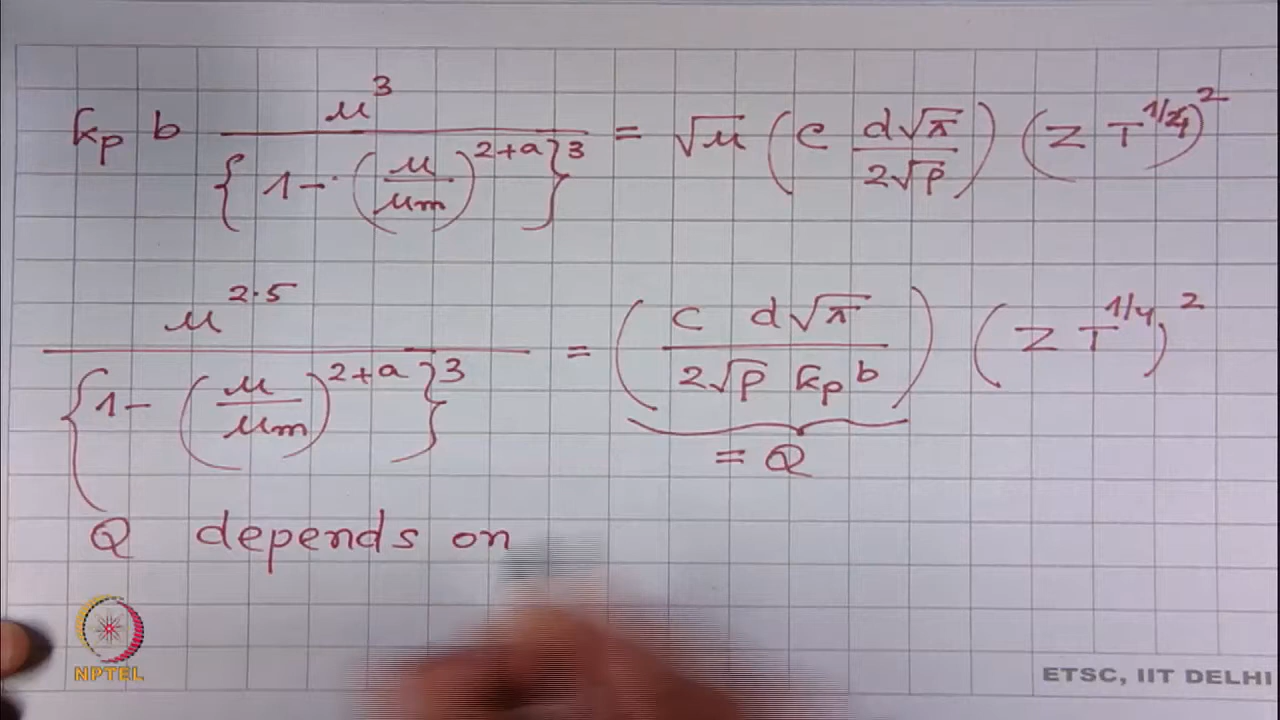 kp b μ³ / {1 - (μ/μm)^(2+a)}³ = √μ (c d√π / 2√p) (Z T^(1/4))²
μ^2.5 / {1 - (μ/μm)^(2+a)}³ = (c d√π / 2√p kp b) (Z T^(1/4))²
= Q
Q depends on
NPTEL
ETSC, IIT DELHI